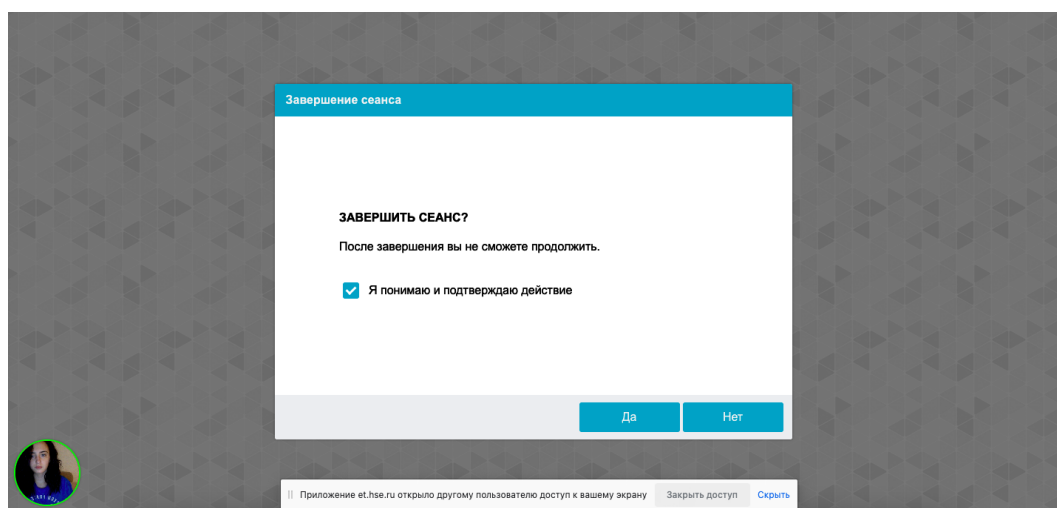 Завершение сеанса
ЗАВЕРШИТЬ СЕАНС?
После завершения вы не сможете продолжить.
Я понимаю и подтверждаю действие
Да
Нет
Приложение et.hse.ru открыло другому пользователю доступ к вашему экрану
Закрыть доступ
Скрыть